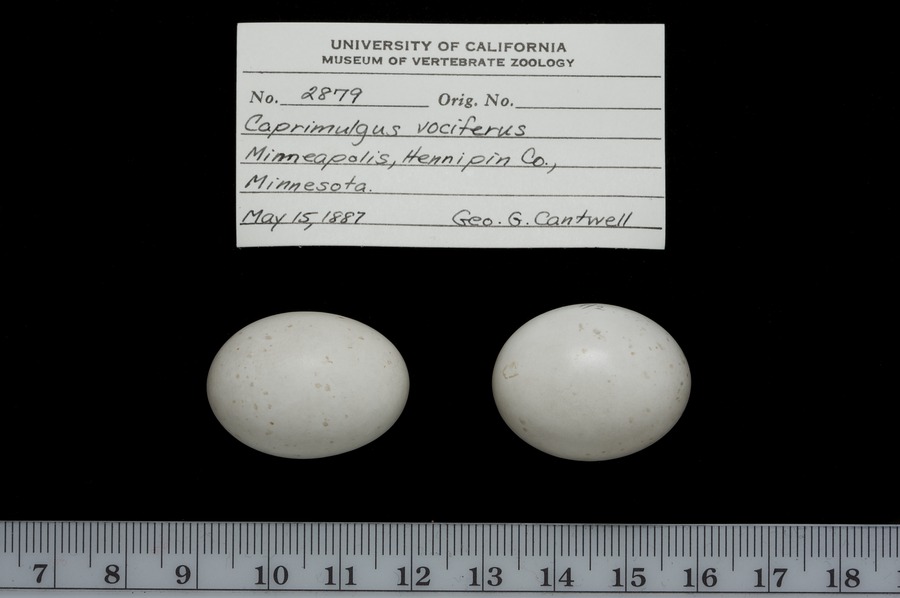 UNIVERSITY OF CALIFORNIA
MUSEUM OF VERTEBRATE ZOOLOGY
No. 2879 Orig. No.
Caprimulgus vociferus
Minneapolis, Hennipin Co.,
Minnesota.
May 15, 1887 Geo. G. Cantwell
7 8 9 10 11 12 13 14 15 16 17 18